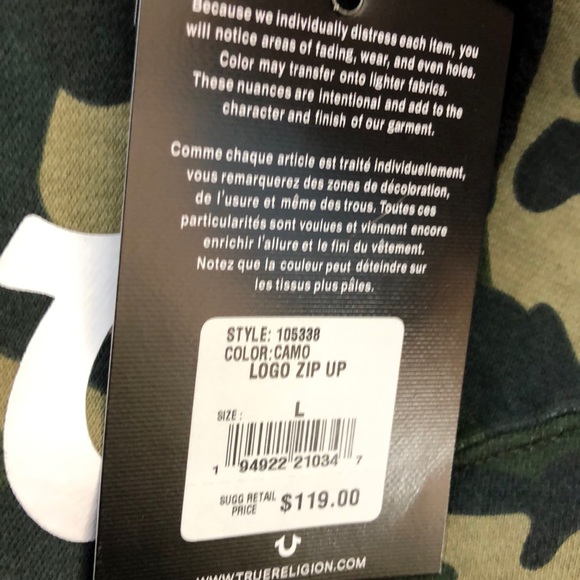 Because we individually distress each item, you
will notice areas of fading, wear, and even holes.
Color may transfer onto lighter fabrics.
These nuances are intentional and add to the
character and finish of our garment.
Comme chaque article est traité individuellement,
vous remarquerez des zones de décoloration,
de l'usure et même des trous. Toutes ces
particularités sont voulues et viennent encore
enrichir l'allure et le fini du vêtement.
Notez que la couleur peut déteindre sur
les tissus plus pâles.
STYLE: 105338
COLOR:CAMO
LOGO ZIP UP
SIZE: L
1 94922 21034 7
SUGG RETAIL
PRICE $119.00
WWW.TRUERELIGION.COM